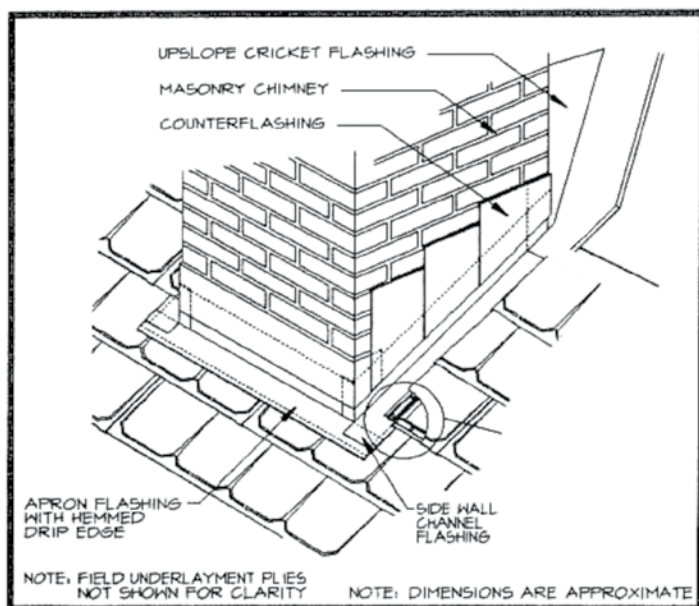 UPSLOPE CRICKET FLASHING
MASONRY CHIMNEY
COUNTERFLASHING
APRON FLASHING
WITH HEMMED
DRIP EDGE
SIDE WALL
CHANNEL
FLASHING
NOTE: FIELD UNDERLAYMENT PLIES
NOT SHOWN FOR CLARITY
NOTE: DIMENSIONS ARE APPROXIMATE